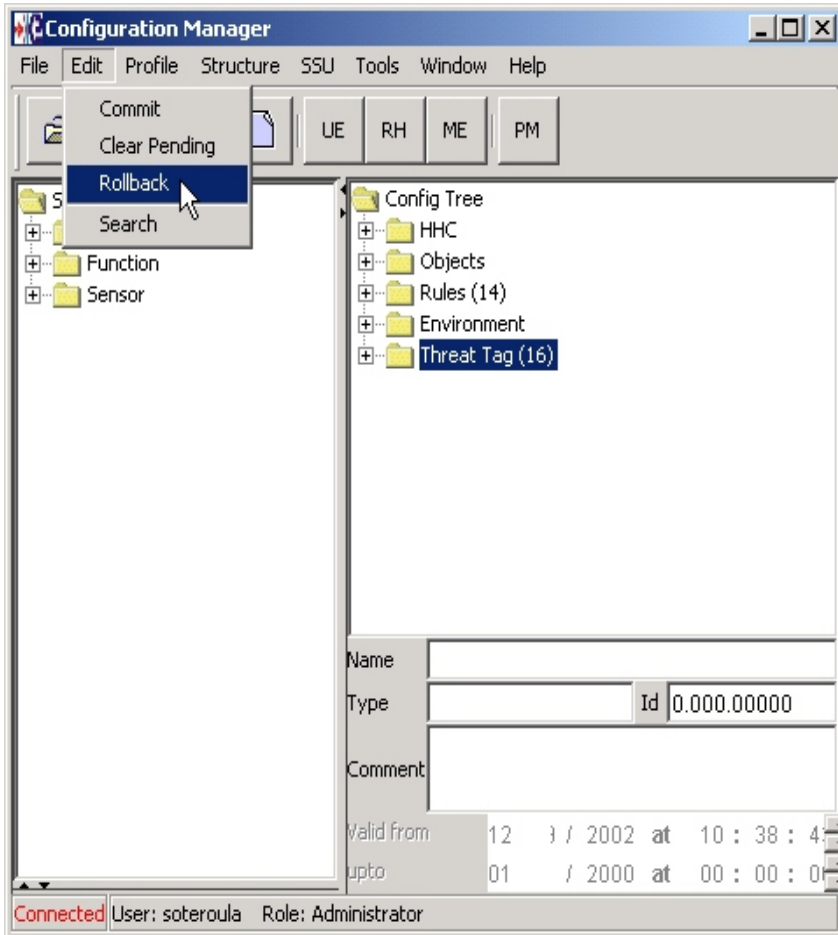 Configuration Manager
File Edit Profile Structure SSU Tools Window Help
Commit
Clear Pending
Rollback
Search
UE RH ME PM
Function
Sensor
Config Tree
HHC
Objects
Rules (14)
Environment
Threat Tag (16)
Name
Type Id 0.000.00000
Comment
Valid from 12 / 2002 at 10 : 38 :
upto 01 / 2000 at 00 : 00 :
Connected User: soteroula Role: Administrator